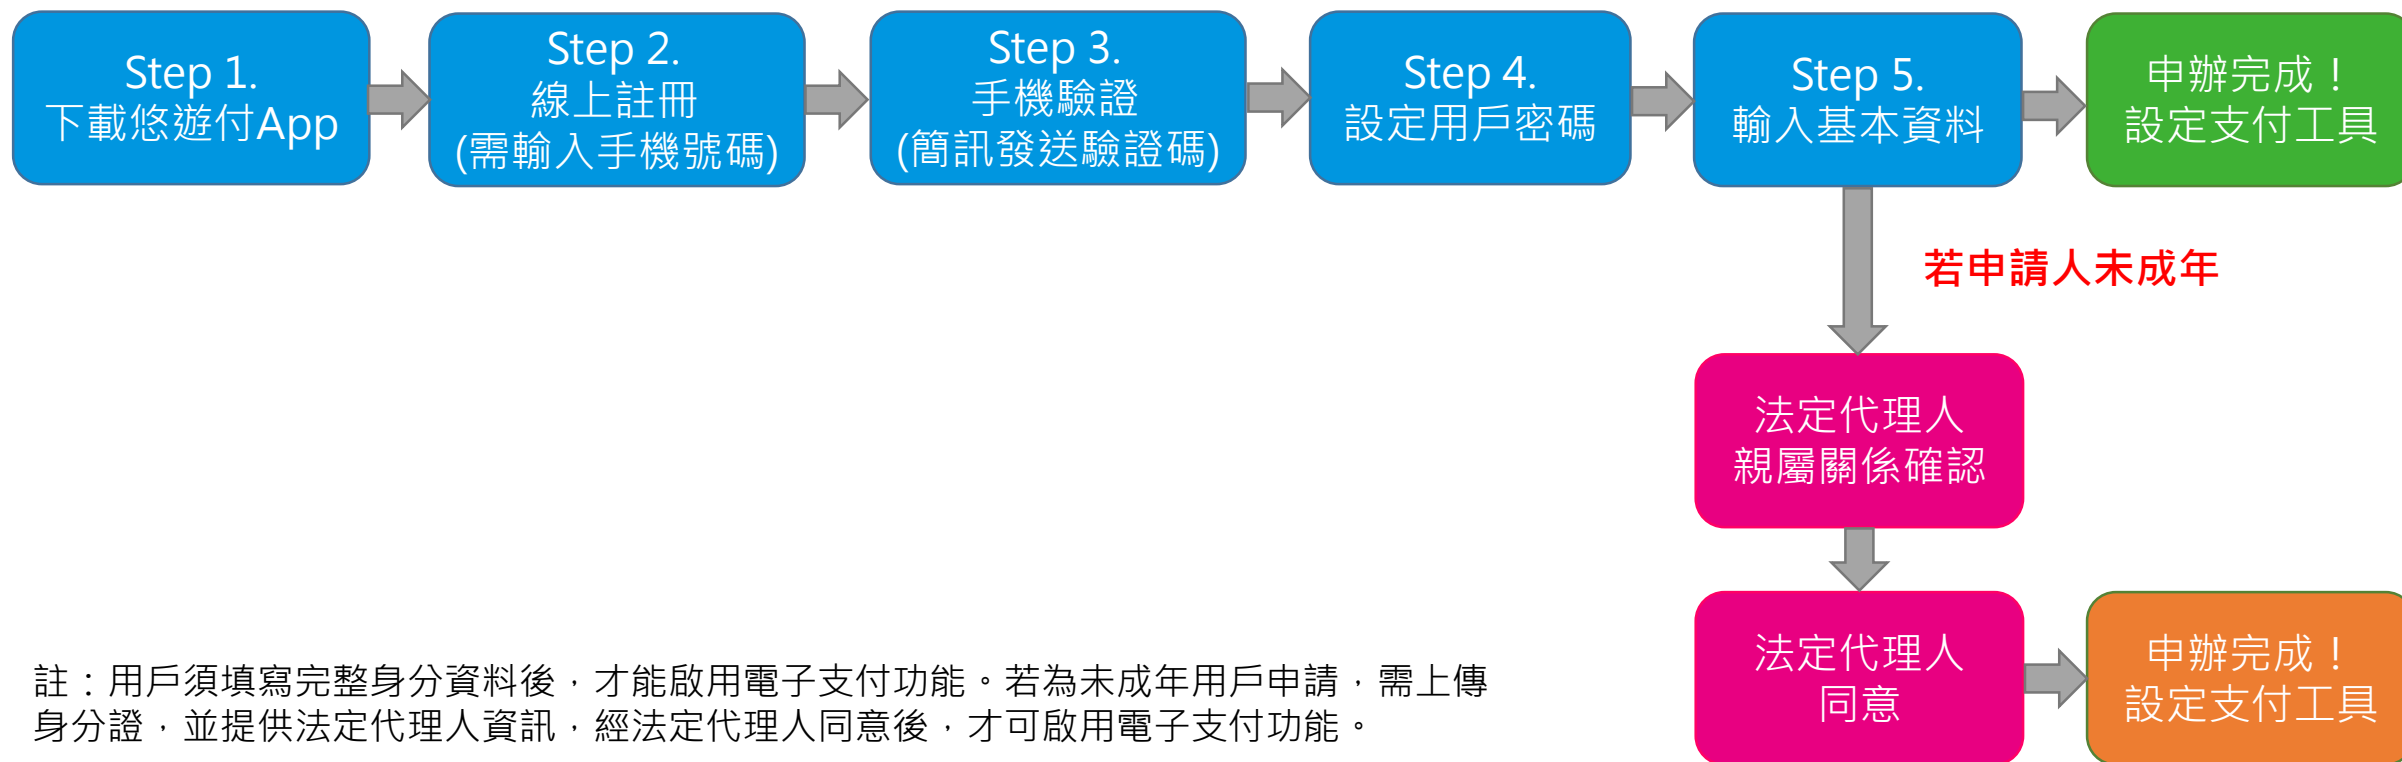 Step 1.
下載悠遊付App
Step 2.
線上註冊
(需輸入手機號碼)
Step 3.
手機驗證
(簡訊發送驗證碼)
Step 4.
設定用戶密碼
Step 5.
輸入基本資料
申辦完成！
設定支付工具
若申請人未成年
法定代理人
親屬關係確認
法定代理人
同意
申辦完成！
設定支付工具
註：用戶須填寫完整身分資料後，才能啟用電子支付功能。若為未成年用戶申請，需上傳
身分證，並提供法定代理人資訊，經法定代理人同意後，才可啟用電子支付功能。